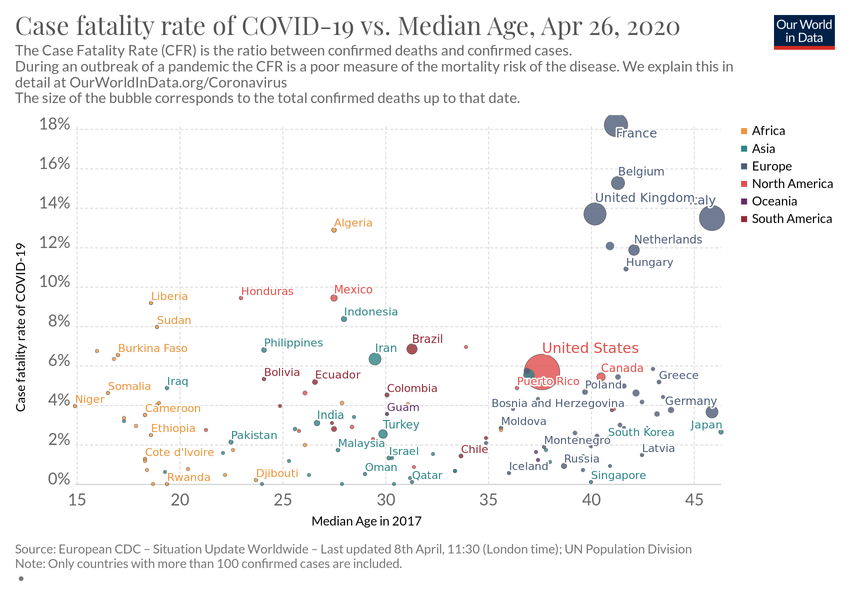 Case fatality rate of COVID-19 vs. Median Age, Apr 26, 2020
Our World
in Data
The Case Fatality Rate (CFR) is the ratio between confirmed deaths and confirmed cases.
During an outbreak of a pandemic the CFR is a poor measure of the mortality risk of the disease. We explain this in
detail at OurWorldInData.org/Coronavirus
The size of the bubble corresponds to the total confirmed deaths up to that date.
18%
16%
14%
12%
10%
8%
6%
4%
2%
0%
Case fatality rate of COVID-19
France
Belgium
United Kingdom
Italy
Algeria
Netherlands
Hungary
Liberia
Honduras
Mexico
Sudan
Indonesia
Burkina Faso
Philippines
Iran
Brazil
United States
Somalia
Iraq
Bolivia
Ecuador
Colombia
Puerto Rico
Canada
Poland
Greece
Niger
Cameroon
Guam
Bosnia and Herzegovina
Germany
Ethiopia
Pakistan
India
Turkey
Moldova
South Korea
Japan
Cote d'Ivoire
Malaysia
Israel
Chile
Montenegro
Latvia
Rwanda
Djibouti
Oman
Qatar
Iceland
Russia
Singapore
15
20
25
30
35
40
45
Median Age in 2017
Africa
Asia
Europe
North America
Oceania
South America
Source: European CDC – Situation Update Worldwide – Last updated 8th April, 11:30 (London time); UN Population Division
Note: Only countries with more than 100 confirmed cases are included.